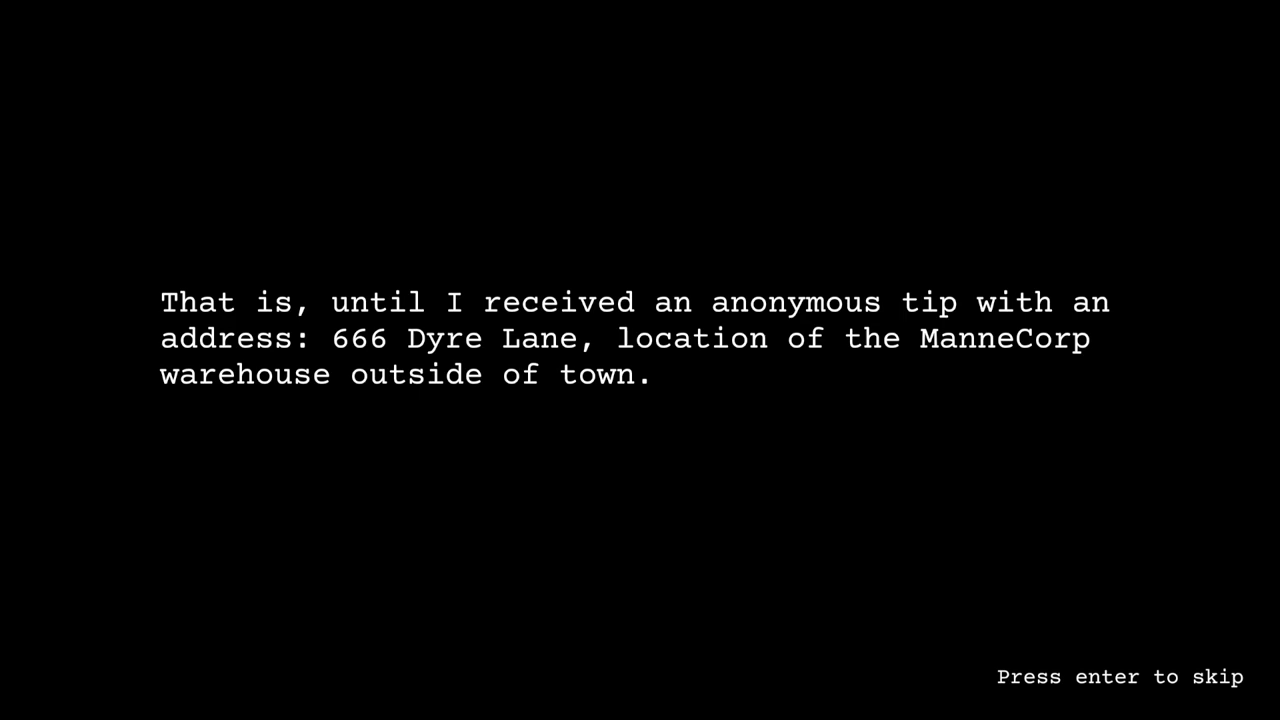 That is, until I received an anonymous tip with an
address: 666 Dyre Lane, location of the ManneCorp
warehouse outside of town.
Press enter to skip